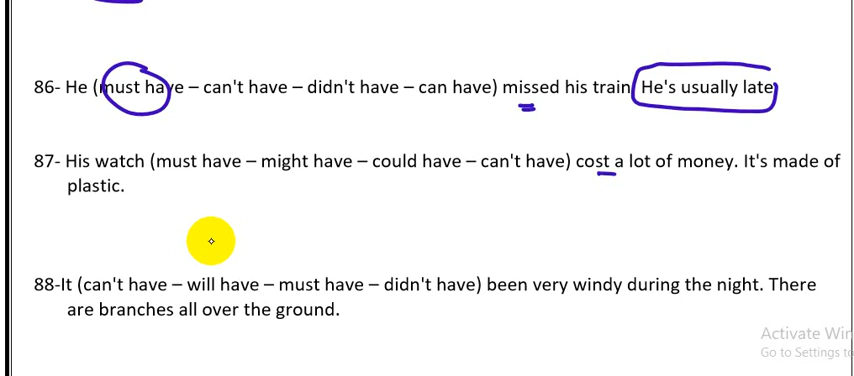 86- He (must have – can't have – didn't have – can have) missed his train. He's usually late
87- His watch (must have – might have – could have – can't have) cost a lot of money. It's made of
plastic.
88-It (can't have – will have – must have – didn't have) been very windy during the night. There
are branches all over the ground.
Activate Win
Go to Settings to